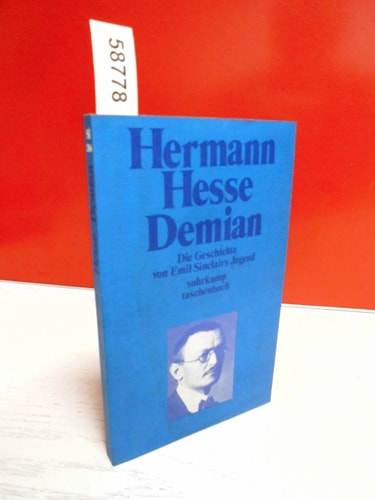 58778
Hermann
Hesse
Demian
Die Geschichte
von Emil Sinclairs Jugend
suhrkamp
taschenbuch